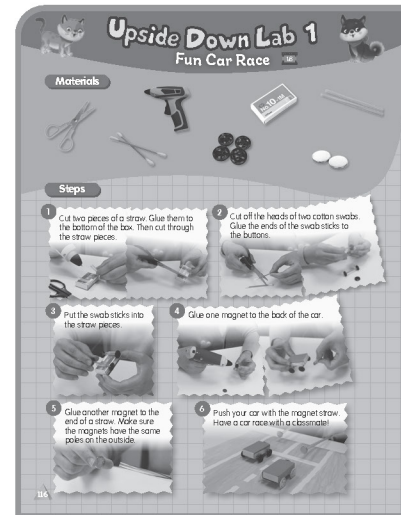 Upside Down Lab 1
Fun Car Race
Materials
No.10
Steps
1
Cut two pieces of a straw. Glue them to
the bottom of the box. Then cut through
the straw pieces.
2
Cut off the heads of two cotton swabs.
Glue the ends of the swab sticks to
the buttons.
3
Put the swab sticks into
the straw pieces.
4
Glue one magnet to the back of the car.
5
Glue another magnet to the
end of a straw. Make sure
the magnets have the same
poles on the outside.
6
Push your car with the magnet straw.
Have a car race with a classmate!
116